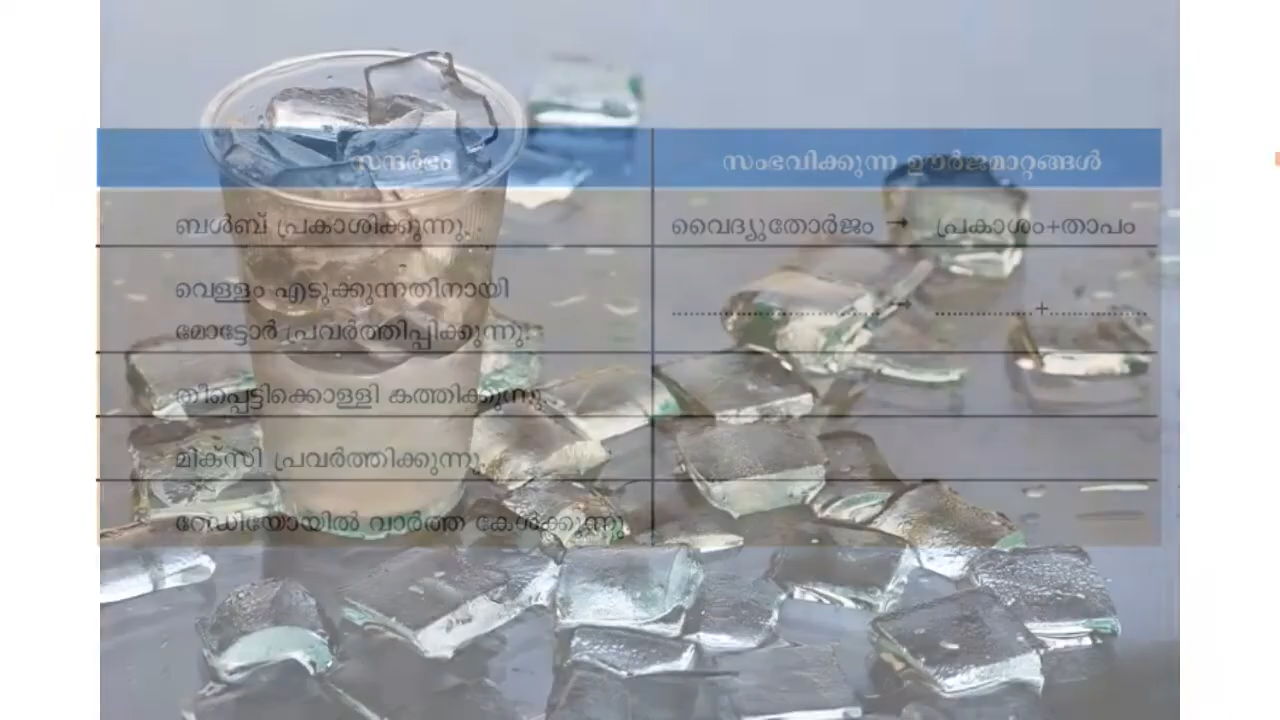 സന്ദർഭം സംഭവിക്കുന്ന ഊർജമാറ്റങ്ങൾ
ബൾബ് പ്രകാശിക്കുന്നു. വൈദ്യുതോർജം → പ്രകാശം+താപം
വെള്ളം എടുക്കുന്നതിനായി
മോട്ടോർ പ്രവർത്തിപ്പിക്കുന്നു. ........................ → ............+............
തീപ്പെട്ടിക്കൊള്ളി കത്തിക്കുന്നു.
മിക്സി പ്രവർത്തിക്കുന്നു.
റേഡിയോയിൽ വാർത്ത കേൾക്കുന്നു.